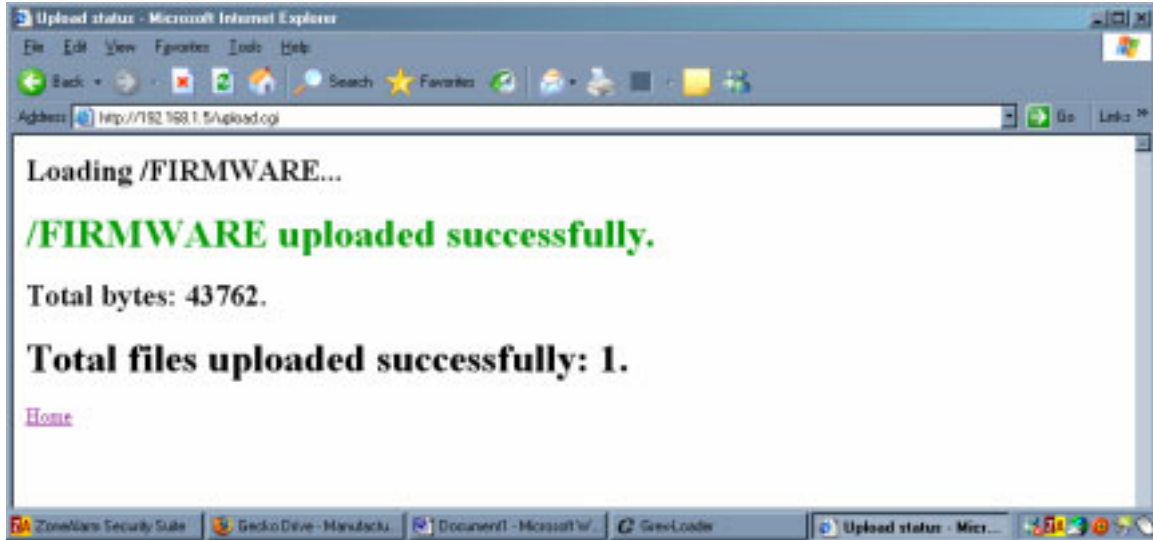 Upload status - Microsoft Internet Explorer
File Edit View Favorites Tools Help
Back Search Favorites
Address http://192.168.1.5/upload.cgi Go Links »
Loading /FIRMWARE...
/FIRMWARE uploaded successfully.
Total bytes: 43762.
Total files uploaded successfully: 1.
Home
ZoneAlarm Security Suite Gecko Drive - Manufactu... Document1 - Microsoft W... Upload status - Micr...